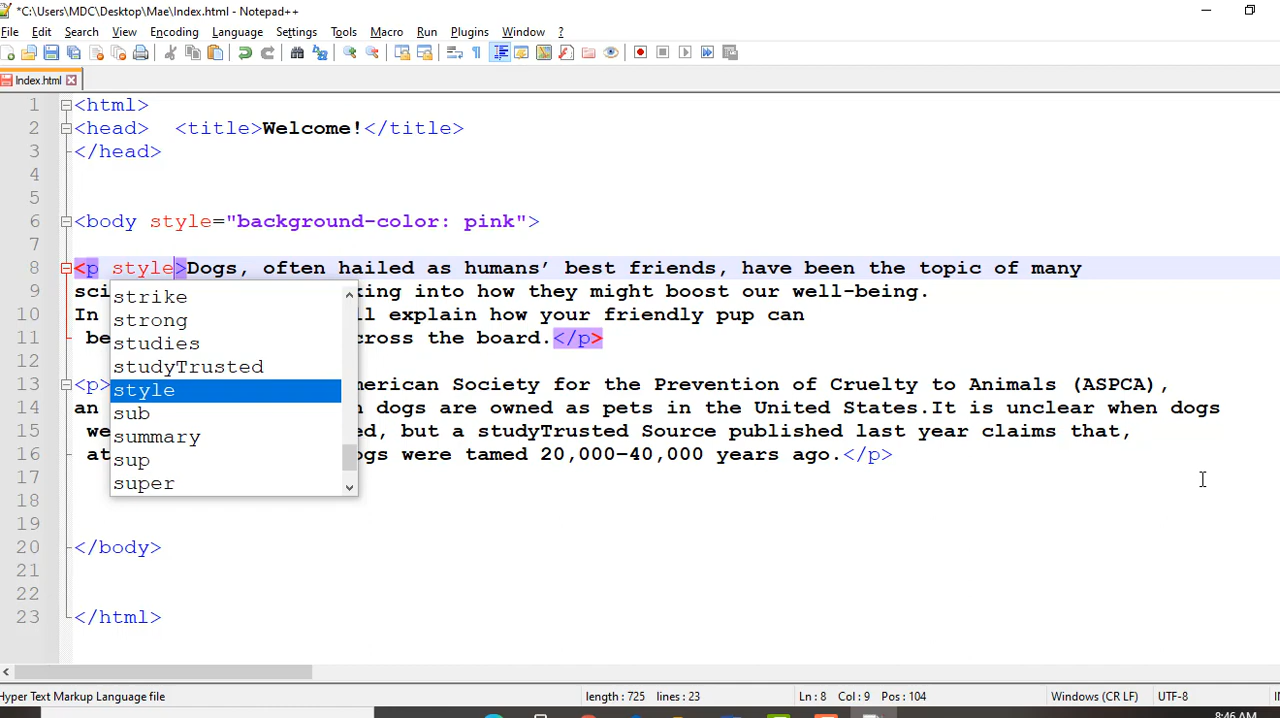 *C:\Users\MDC\Desktop\Mae\Index.html - Notepad++
File Edit Search View Encoding Language Settings Tools Macro Run Plugins Window ?
Index.html
1 <html>
2 <head>  <title>Welcome!</title>
3 </head>
4
5
6 <body style="background-color: pink">
7
8 <p style>Dogs, often hailed as humans’ best friends, have been the topic of many
9 sci king into how they might boost our well-being.
10 In ll explain how your friendly pup can
11 be cross the board.</p>
12
13 <p> merican Society for the Prevention of Cruelty to Animals (ASPCA),
14 an n dogs are owned as pets in the United States.It is unclear when dogs
15 we d, but a studyTrusted Source published last year claims that,
16 at ogs were tamed 20,000–40,000 years ago.</p>
17
18
19
20 </body>
21
22
23 </html>
strike
strong
studies
studyTrusted
style
sub
summary
sup
super
Hyper Text Markup Language file length : 725 lines : 23 Ln : 8 Col : 9 Pos : 104 Windows (CR LF) UTF-8
8:46 AM